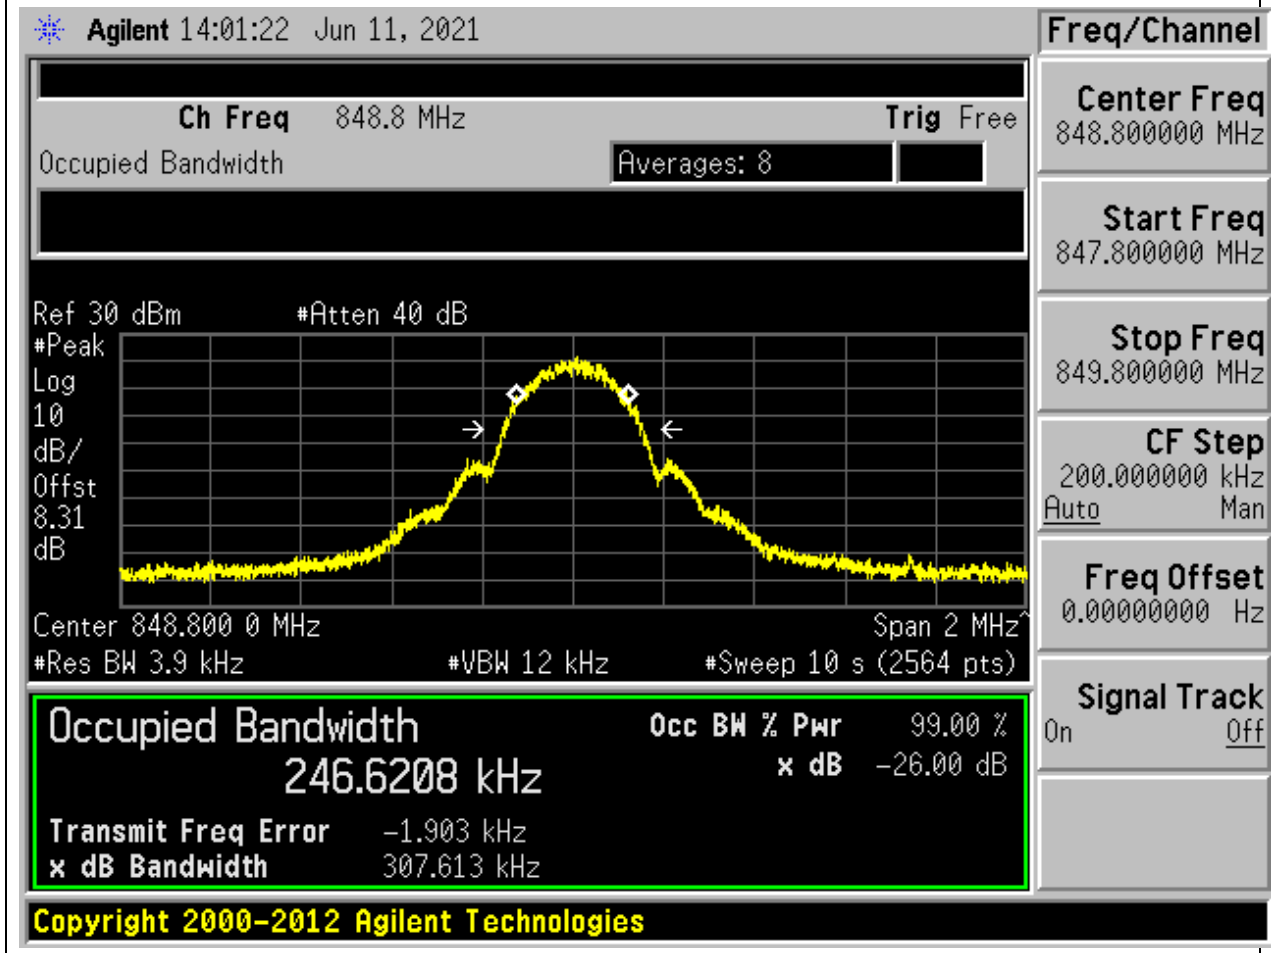 Agilent 14:01:22 Jun 11, 2021
Freq/Channel
Ch Freq 848.8 MHz Trig Free
Occupied Bandwidth Averages: 8
Center Freq
848.800000 MHz
Start Freq
847.800000 MHz
Stop Freq
849.800000 MHz
CF Step
200.000000 kHz
Auto Man
Freq Offset
0.00000000 Hz
Signal Track
On Off
Ref 30 dBm #Atten 40 dB
#Peak
Log
10
dB/
Offst
8.31
dB
Center 848.800 0 MHz Span 2 MHz^
#Res BW 3.9 kHz #VBW 12 kHz #Sweep 10 s (2564 pts)
Occupied Bandwidth
246.6208 kHz
Occ BW % Pwr 99.00 %
x dB -26.00 dB
Transmit Freq Error -1.903 kHz
x dB Bandwidth 307.613 kHz
Copyright 2000-2012 Agilent Technologies